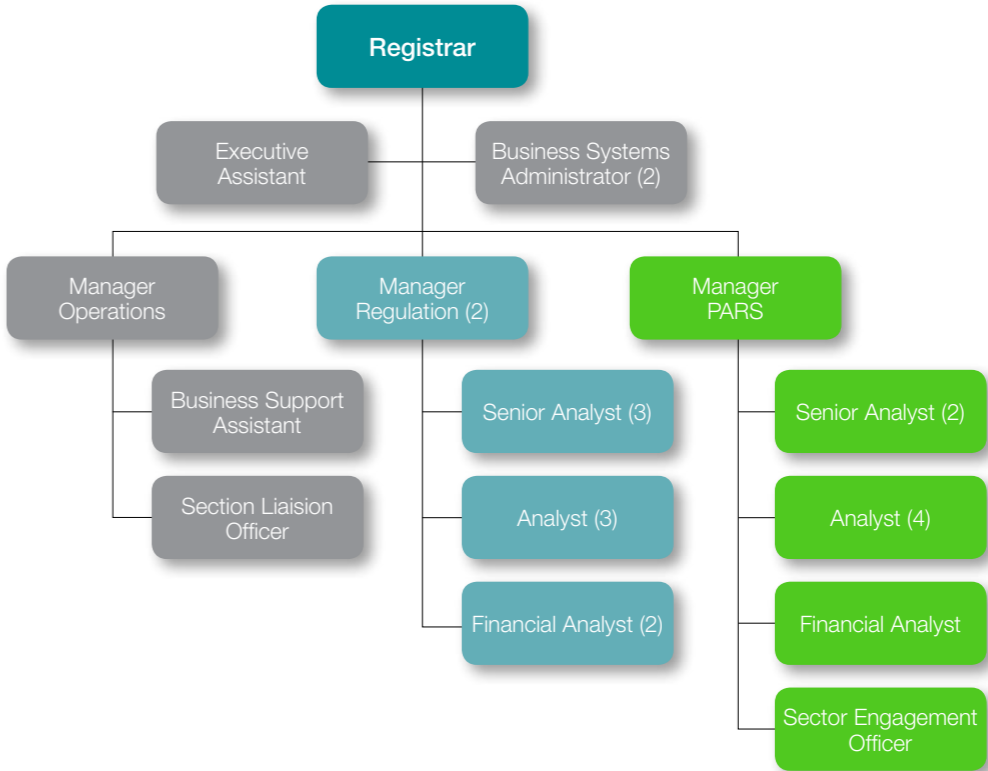 Registrar
Executive
Assistant
Business Systems
Administrator (2)
Manager
Operations
Manager
Regulation (2)
Manager
PARS
Business Support
Assistant
Senior Analyst (3)
Senior Analyst (2)
Section Liaision
Officer
Analyst (3)
Analyst (4)
Financial Analyst (2)
Financial Analyst
Sector Engagement
Officer